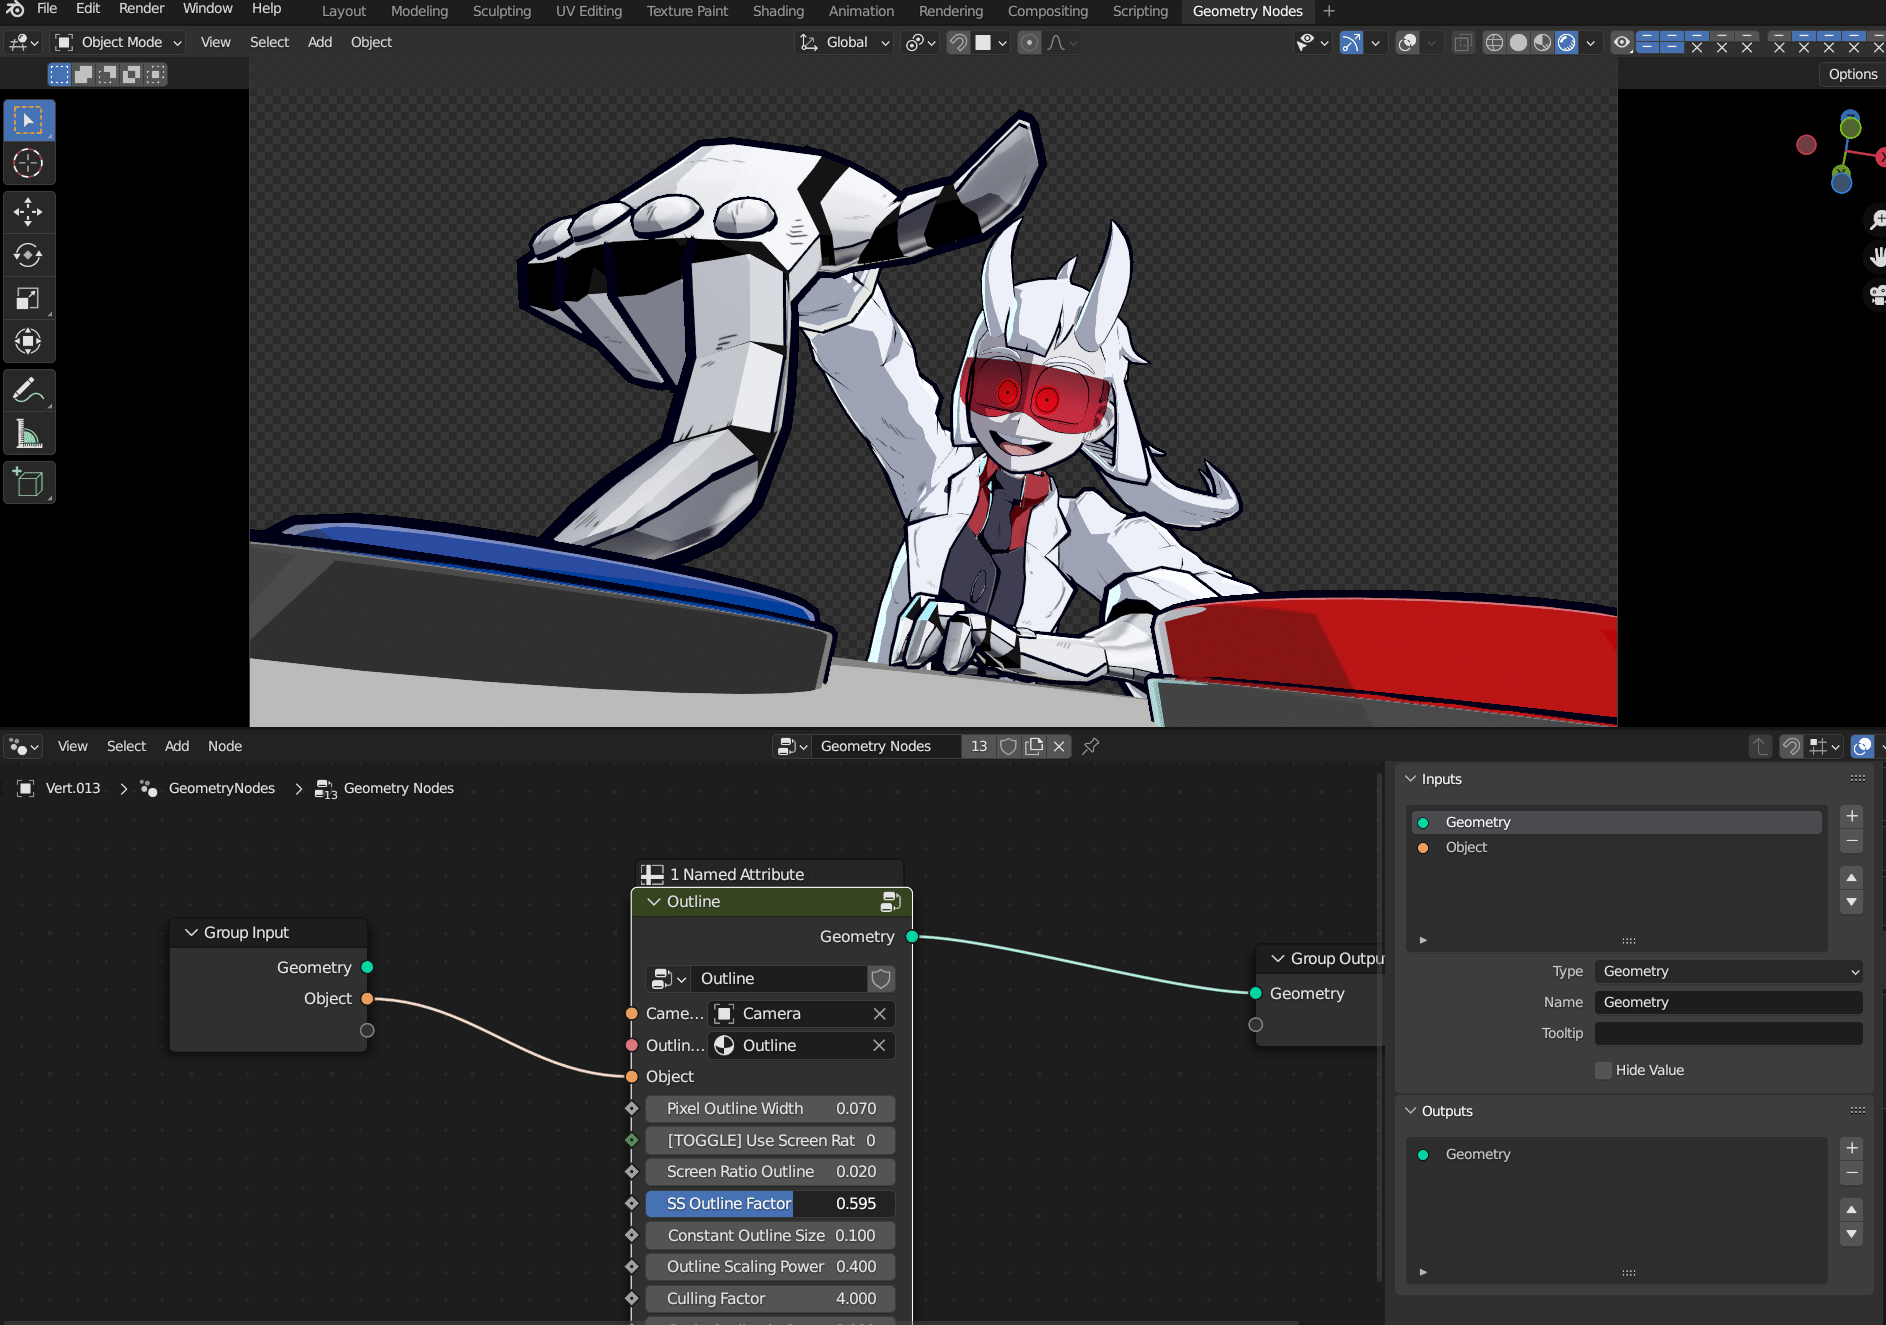 File Edit Render Window Help Layout Modeling Sculpting UV Editing Texture Paint Shading Animation Rendering Compositing Scripting Geometry Nodes +
Object Mode View Select Add Object Global
Options
View Select Add Node Geometry Nodes 13
Vert.013 > GeometryNodes > 13 Geometry Nodes
Group Input
Geometry
Object
1 Named Attribute
Outline
Geometry
Outline
Came... Camera
Outlin... Outline
Object
Pixel Outline Width 0.070
[TOGGLE] Use Screen Rat 0
Screen Ratio Outline 0.020
SS Outline Factor 0.595
Constant Outline Size 0.100
Outline Scaling Power 0.400
Culling Factor 4.000
Group Outpu
Geometry
Inputs
Geometry
Object
Type Geometry
Name Geometry
Tooltip
Hide Value
Outputs
Geometry